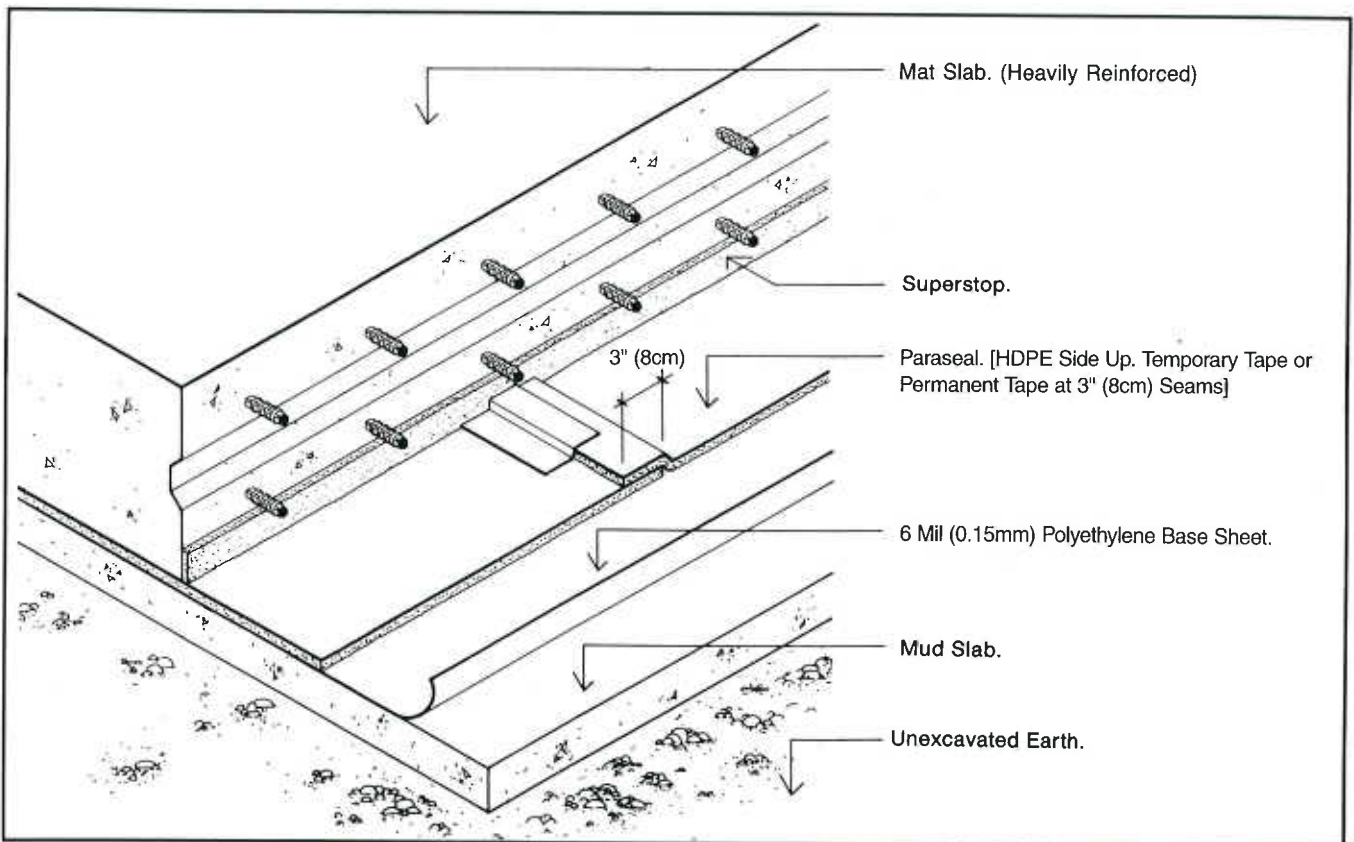 Mat Slab. (Heavily Reinforced)
Superstop.
3" (8cm)
Paraseal. [HDPE Side Up. Temporary Tape or
Permanent Tape at 3" (8cm) Seams]
6 Mil (0.15mm) Polyethylene Base Sheet.
Mud Slab.
Unexcavated Earth.